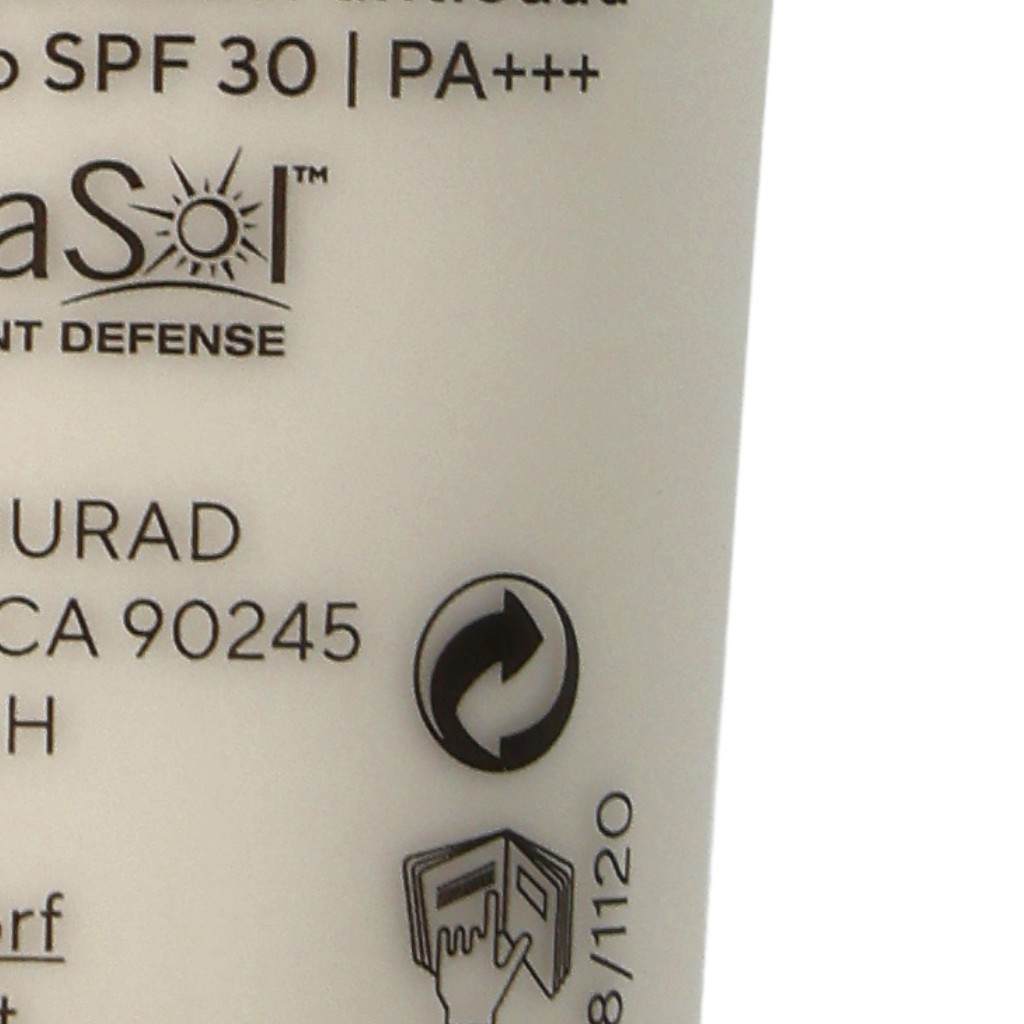 SPF 30 | PA+++
aSol™
NT DEFENSE
URAD
CA 90245
H
rf
8/1120